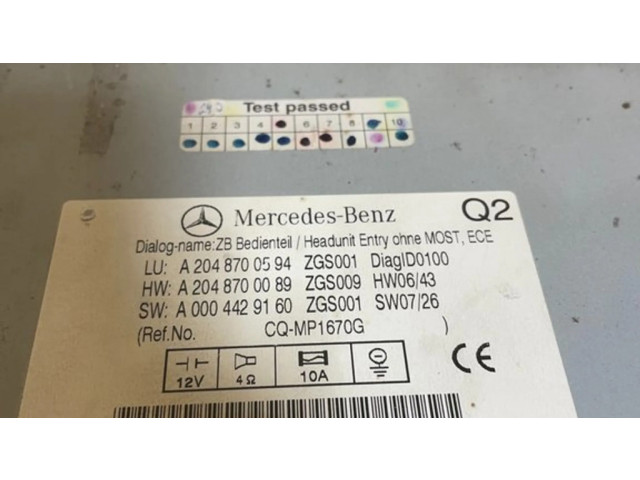 Test passed
1 2 3 4 6 7 8 10
Mercedes-Benz Q2
Dialog-name:ZB Bedienteil / Headunit Entry ohne MOST, ECE
LU: A 204 870 05 94 ZGS001 DiagID0100
HW: A 204 870 00 89 ZGS009 HW06/43
SW: A 000 442 91 60 ZGS001 SW07/26
(Ref.No. CQ-MP1670G )
12V 4Ω 10A
CE